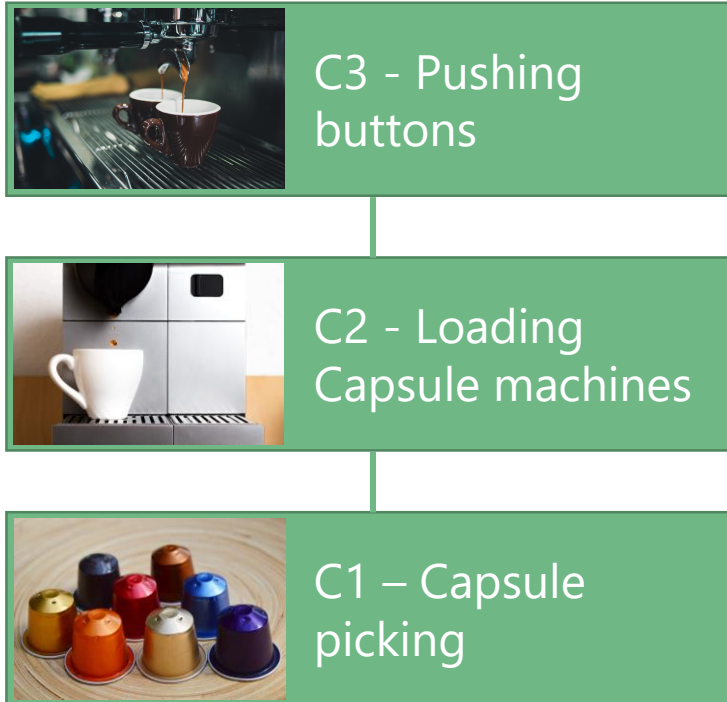 C3 - Pushing
buttons
C2 - Loading
Capsule machines
C1 – Capsule
picking